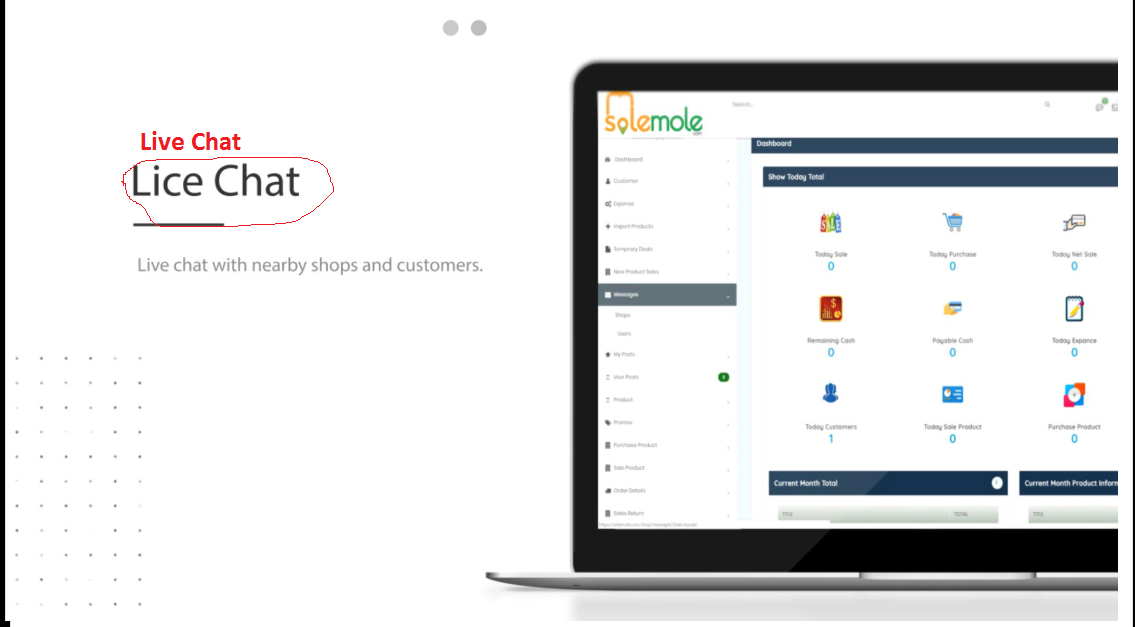 Live Chat
Lice Chat
Live chat with nearby shops and customers.
solemole
.com
Search...
Dashboard
Customer
Expense
Import Products
Temprary Deals
New Product Sales
Messages
Shops
Users
My Posts
User Posts
Product
Promos
Purchase Product
Sale Product
Order Details
Sales Return
Dashboard
Show Today Total
SALE
Today Sale
0
Today Purchase
0
Today Net Sale
0
Remaining Cash
0
Payable Cash
0
Today Expance
0
Today Customers
1
Today Sale Product
0
Purchase Product
0
Current Month Total
TITLE
TOTAL
Current Month Product Inform
TITLE